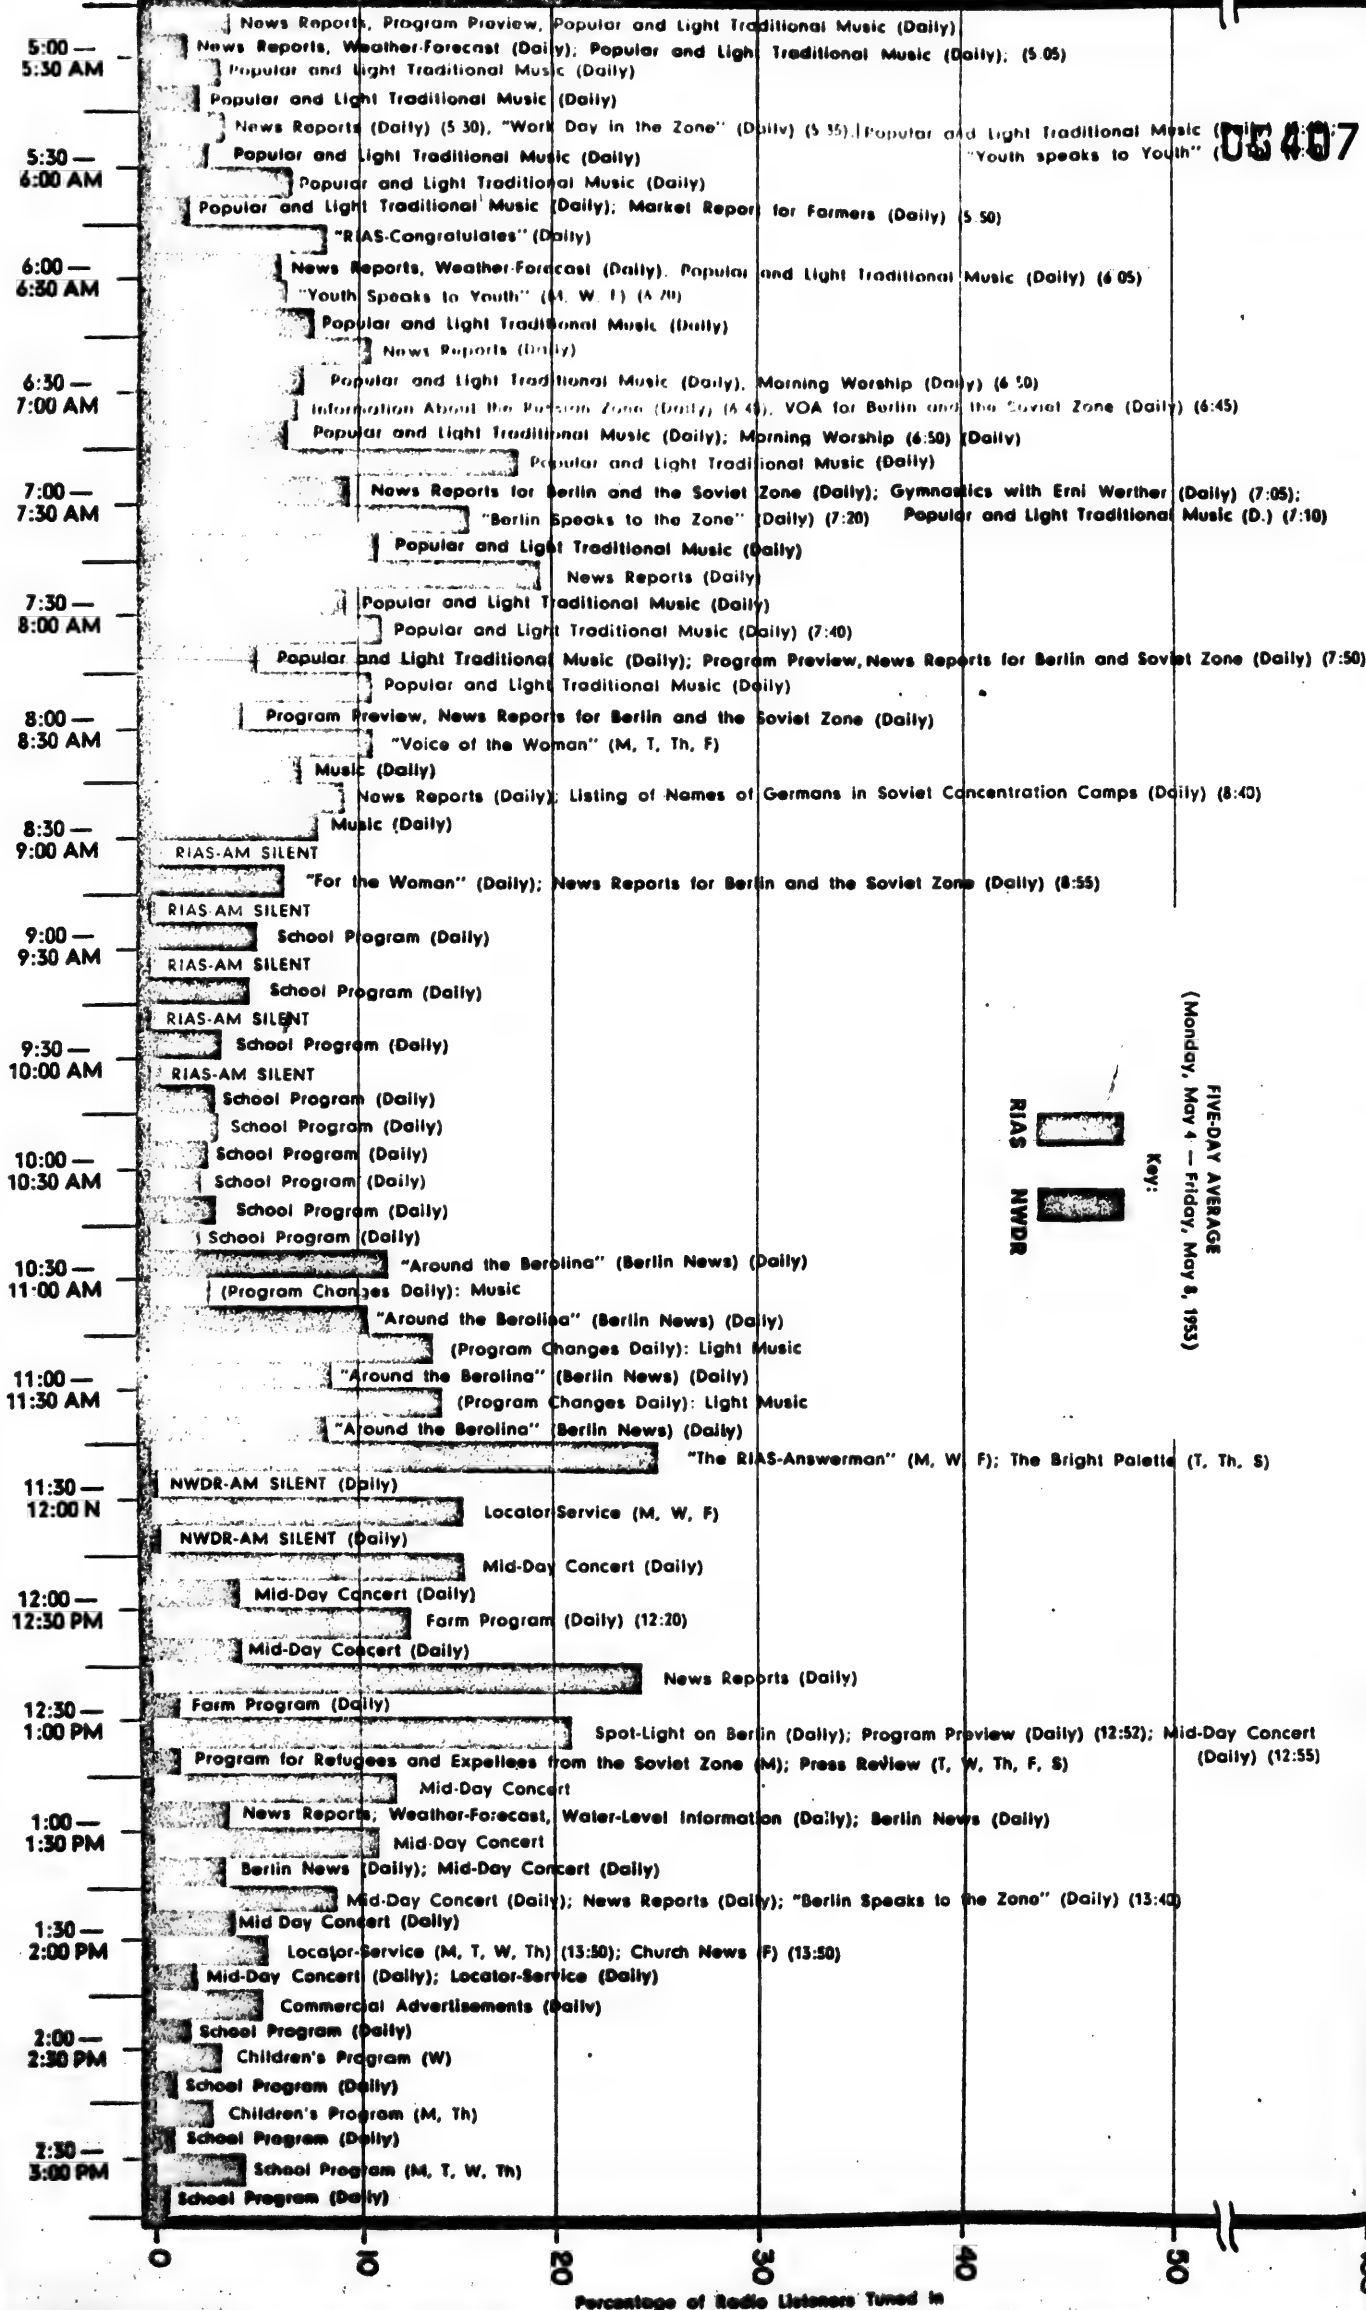 News Reports, Program Preview, Popular and Light Traditional Music (Daily)
5:00 —
5:30 AM
News Reports, Weather-Forecast (Daily); Popular and Light Traditional Music (Daily); (5.05)
Popular and Light Traditional Music (Daily)
Popular and Light Traditional Music (Daily)
News Reports (Daily) (5 30), "Work Day in the Zone" (Daily) (5 35), Popular and Light Traditional Music
"Youth speaks to Youth"
5:30 —
6:00 AM
Popular and Light Traditional Music (Daily)
Popular and Light Traditional Music (Daily)
Popular and Light Traditional Music (Daily); Market Report for Farmers (Daily) (5.50)
"RIAS-Congratulates" (Daily)
6:00 —
6:30 AM
News Reports, Weather-Forecast (Daily). Popular and Light Traditional Music (Daily) (6 05)
"Youth Speaks to Youth"
Popular and Light Traditional Music (Daily)
News Reports (Daily)
6:30 —
7:00 AM
Popular and Light Traditional Music (Daily), Morning Worship (Daily) (6 50)
Information About the Russian Zone (Daily) VOA for Berlin and the Soviet Zone (Daily) (6:45)
Popular and Light Traditional Music (Daily); Morning Worship (6:50) (Daily)
Popular and Light Traditional Music (Daily)
7:00 —
7:30 AM
News Reports for Berlin and the Soviet Zone (Daily); Gymnastics with Erni Werther (Daily) (7:05);
Popular and Light Traditional Music (D.) (7:10)
"Berlin Speaks to the Zone" (Daily) (7:20)
Popular and Light Traditional Music (Daily)
News Reports (Daily)
7:30 —
8:00 AM
Popular and Light Traditional Music (Daily)
Popular and Light Traditional Music (Daily) (7:40)
Popular and Light Traditional Music (Daily); Program Preview, News Reports for Berlin and Soviet Zone (Daily) (7:50)
Popular and Light Traditional Music (Daily)
8:00 —
8:30 AM
Program Preview, News Reports for Berlin and the Soviet Zone (Daily)
"Voice of the Woman" (M, T, Th, F)
Music (Daily)
News Reports (Daily); Listing of Names of Germans in Soviet Concentration Camps (Daily) (8:40)
8:30 —
9:00 AM
Music (Daily)
RIAS-AM SILENT
"For the Woman" (Daily); News Reports for Berlin and the Soviet Zone (Daily) (8:55)
RIAS-AM SILENT
9:00 —
9:30 AM
School Program (Daily)
RIAS-AM SILENT
School Program (Daily)
RIAS-AM SILENT
9:30 —
10:00 AM
School Program (Daily)
RIAS-AM SILENT
School Program (Daily)
School Program (Daily)
10:00 —
10:30 AM
School Program (Daily)
School Program (Daily)
School Program (Daily)
School Program (Daily)
10:30 —
11:00 AM
"Around the Berolina" (Berlin News) (Daily)
(Program Changes Daily): Music
"Around the Berolina" (Berlin News) (Daily)
(Program Changes Daily): Light Music
11:00 —
11:30 AM
"Around the Berolina" (Berlin News) (Daily)
(Program Changes Daily): Light Music
"Around the Berolina" (Berlin News) (Daily)
"The RIAS-Answerman" (M, W, F); The Bright Palette (T, Th, S)
11:30 —
12:00 N
NWDR-AM SILENT (Daily)
Locator-Service (M, W, F)
NWDR-AM SILENT (Daily)
Mid-Day Concert (Daily)
12:00 —
12:30 PM
Mid-Day Concert (Daily)
Farm Program (Daily) (12:20)
Mid-Day Concert (Daily)
News Reports (Daily)
12:30 —
1:00 PM
Farm Program (Daily)
Spot-Light on Berlin (Daily); Program Preview (Daily) (12:52); Mid-Day Concert
(Daily) (12:55)
Program for Refugees and Expellees from the Soviet Zone (M); Press Review (T, W, Th, F, S)
Mid-Day Concert
1:00 —
1:30 PM
News Reports; Weather-Forecast, Water-Level Information (Daily); Berlin News (Daily)
Mid-Day Concert
Berlin News (Daily); Mid-Day Concert (Daily)
Mid-Day Concert (Daily); News Reports (Daily); "Berlin Speaks to the Zone" (Daily) (13:40)
1:30 —
2:00 PM
Mid Day Concert (Daily)
Locator-Service (M, T, W, Th) (13:50); Church News (F) (13:50)
Mid-Day Concert (Daily); Locator-Service (Daily)
Commercial Advertisements (Daily)
2:00 —
2:30 PM
School Program (Daily)
Children's Program (W)
School Program (Daily)
Children's Program (M, Th)
2:30 —
3:00 PM
School Program (Daily)
School Program (M, T, W, Th)
School Program (Daily)
FIVE-DAY AVERAGE
(Monday, May 4 — Friday, May 8, 1953)
Key:
RIAS
NWDR
0
10
20
30
40
50
Percentage of Radio Listeners Tuned in